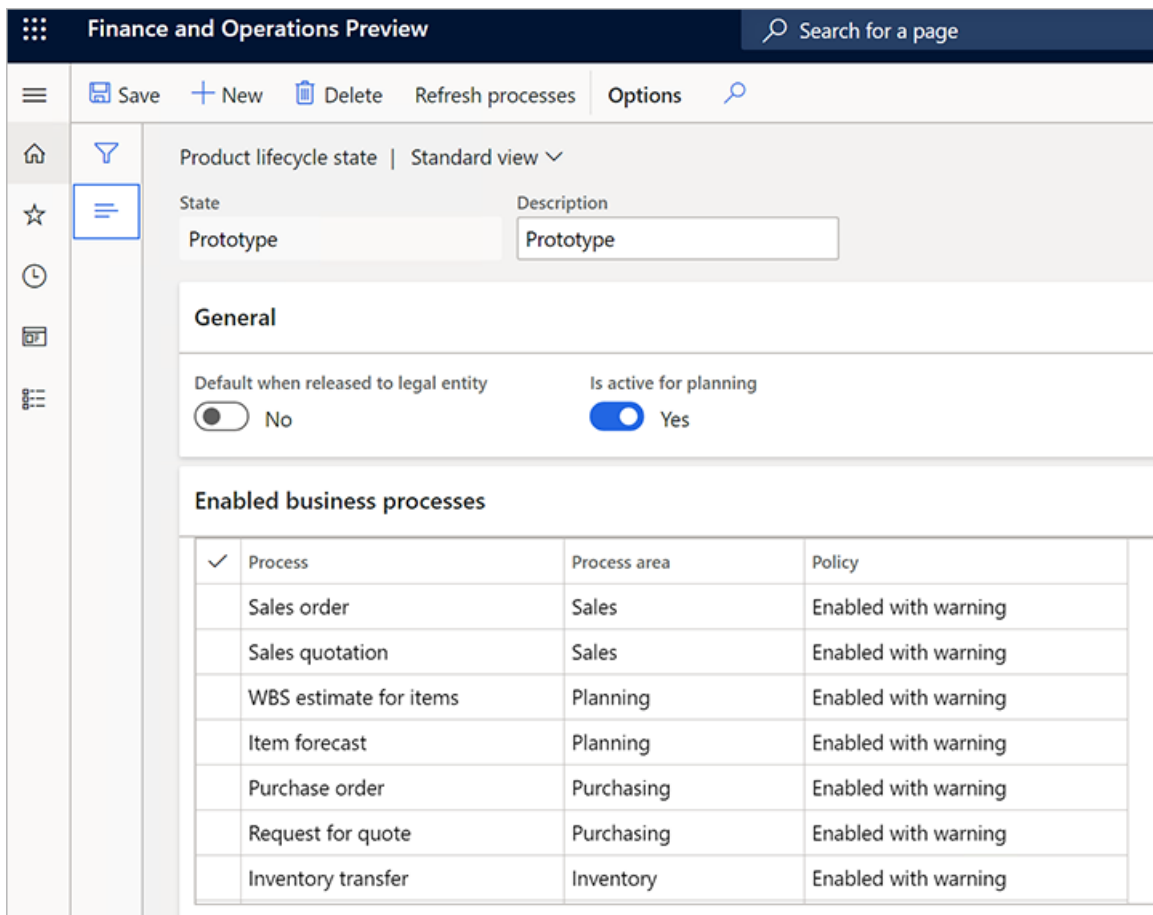 Finance and Operations Preview Search for a page
Save New Delete Refresh processes Options
Product lifecycle state | Standard view
State Description
Prototype Prototype
General
Default when released to legal entity Is active for planning
No Yes
Enabled business processes
Process Process area Policy
Sales order Sales Enabled with warning
Sales quotation Sales Enabled with warning
WBS estimate for items Planning Enabled with warning
Item forecast Planning Enabled with warning
Purchase order Purchasing Enabled with warning
Request for quote Purchasing Enabled with warning
Inventory transfer Inventory Enabled with warning